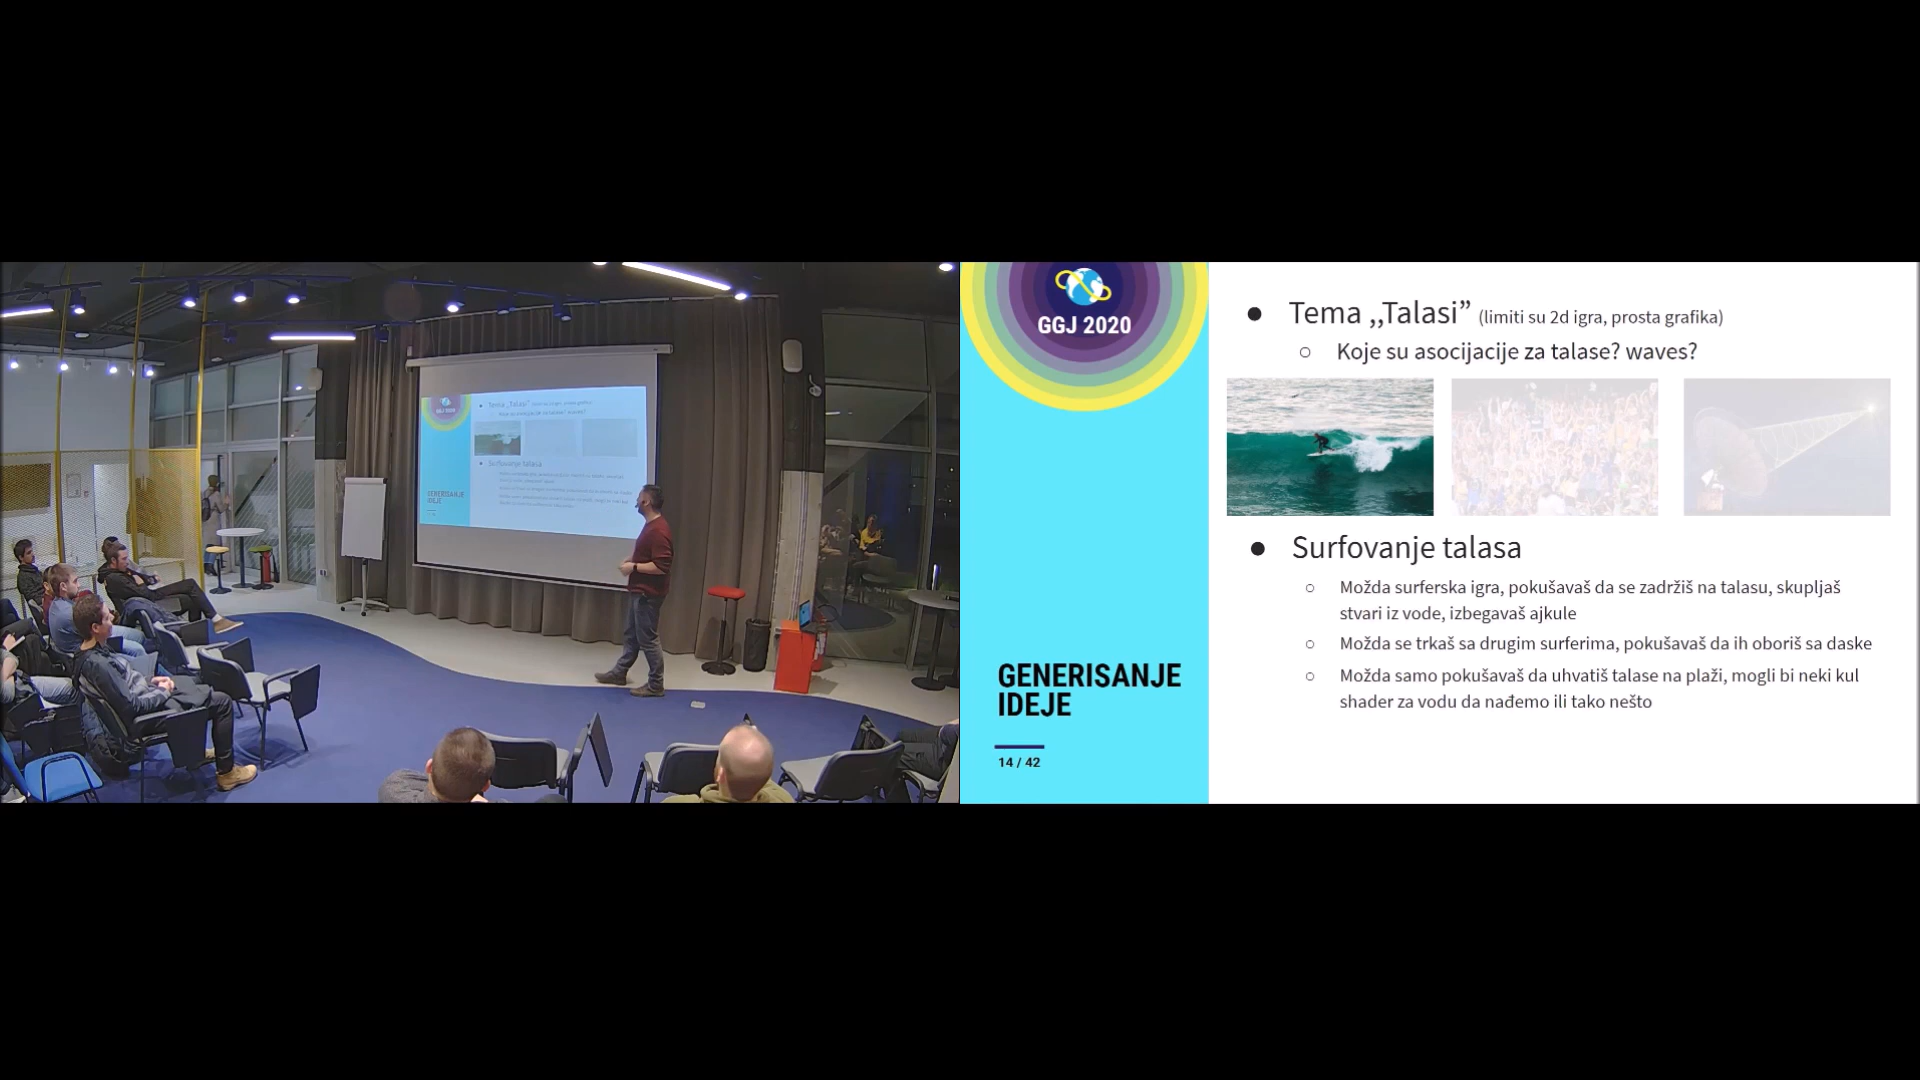 GGJ 2020
GENERISANJE
IDEJE
14 / 42
● Tema ,,Talasi” (limiti su 2d igra, prosta grafika)
○ Koje su asocijacije za talase? waves?
● Surfovanje talasa
○ Možda surferska igra, pokušavaš da se zadržiš na talasu, skupljaš
stvari iz vode, izbegavaš ajkule
○ Možda se trkaš sa drugim surferima, pokušavaš da ih oboriš sa daske
○ Možda samo pokušavaš da uhvatiš talase na plaži, mogli bi neki kul
shader za vodu da nađemo ili tako nešto